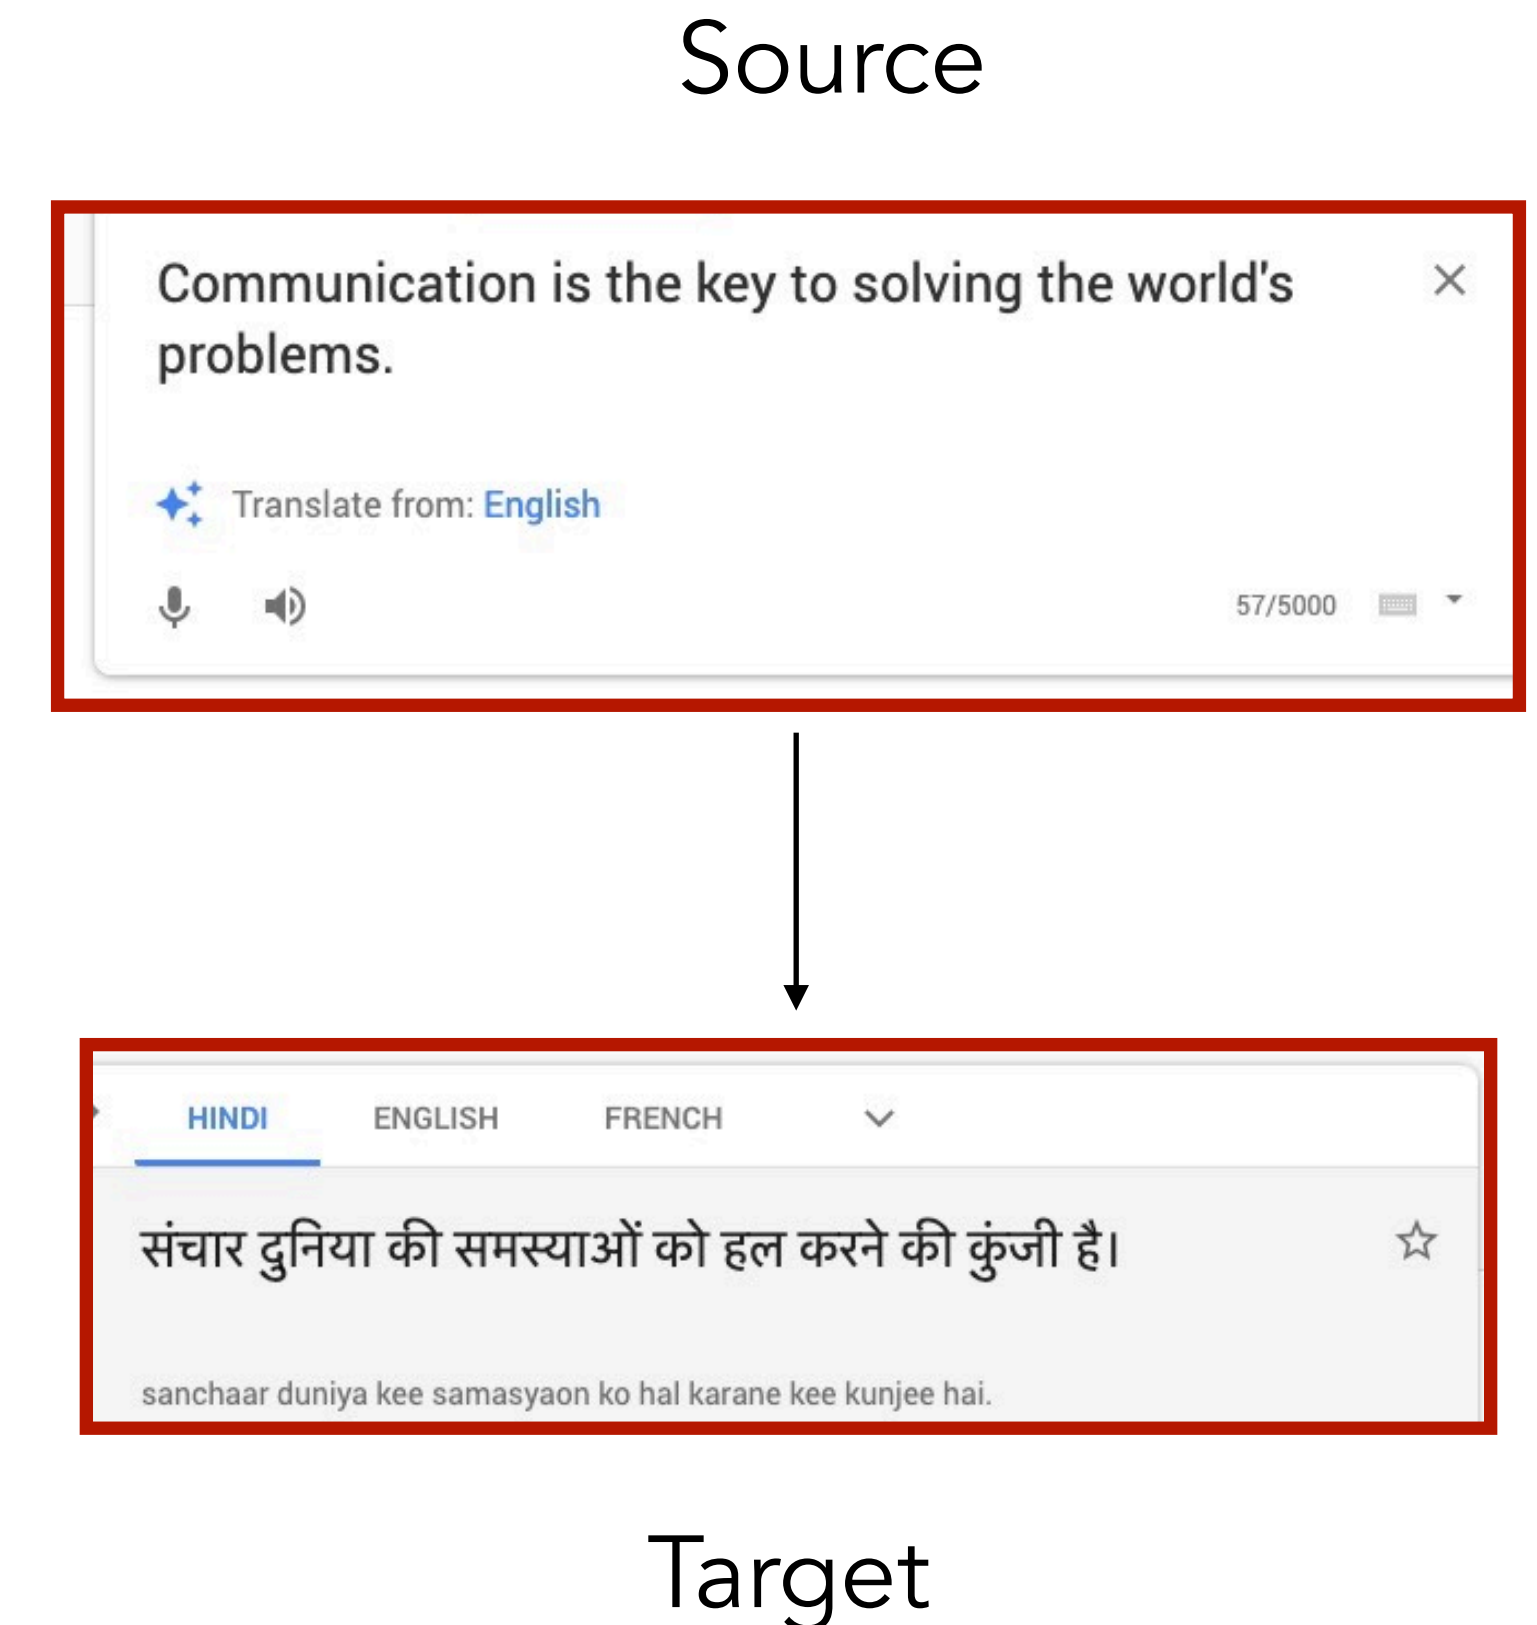 Source
Communication is the key to solving the world's
problems.
Translate from: English
57/5000
HINDI ENGLISH FRENCH
संचार दुनिया की समस्याओं को हल करने की कुंजी है।
sanchaar duniya kee samasyaon ko hal karane kee kunjee hai.
Target